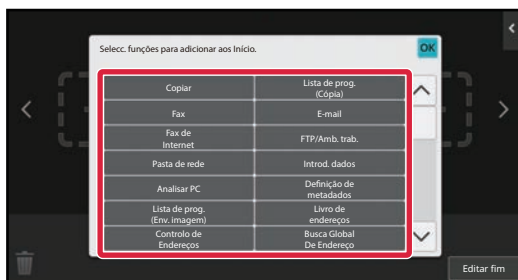 Selecc. funções para adicionar aos Início.
OK
Copiar
Lista de prog.
(Cópia)
Fax
E-mail
Fax de
Internet
FTP/Amb. trab.
Pasta de rede
Introd. dados
Analisar PC
Definição de
metadados
Lista de prog.
(Env. imagem)
Livro de
endereços
Controlo de
Endereços
Busca Global
De Endereço
Editar fim